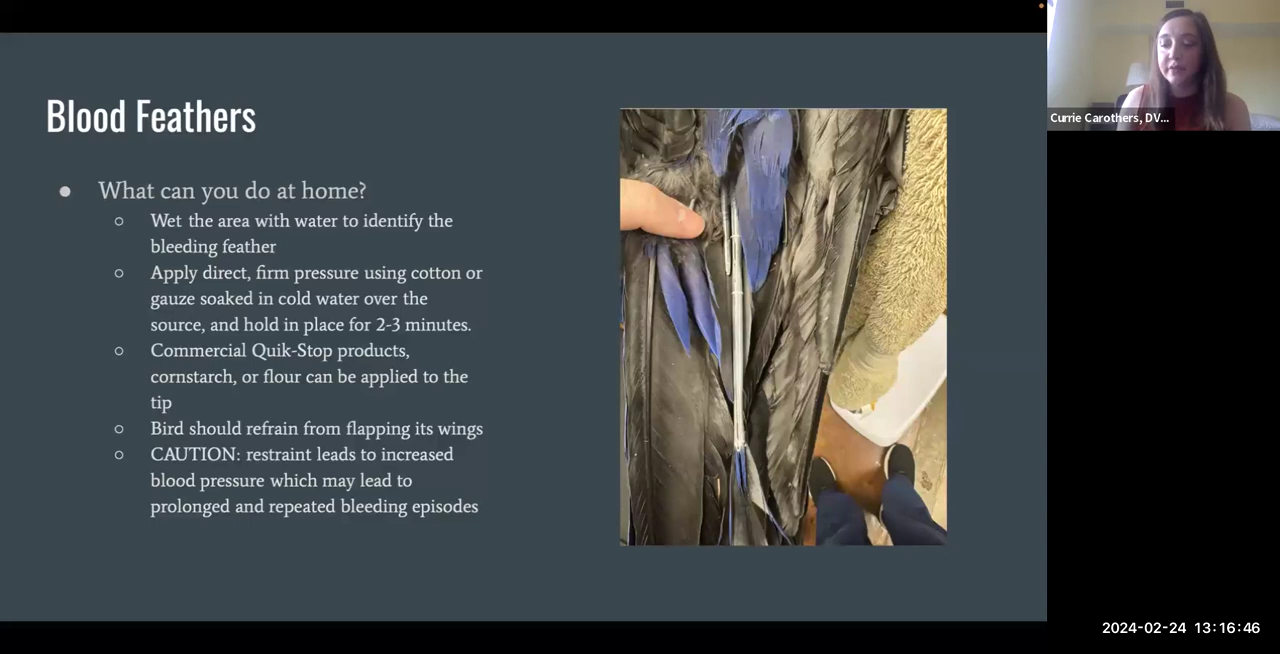 Blood Feathers
● What can you do at home?
○ Wet the area with water to identify the
bleeding feather
○ Apply direct, firm pressure using cotton or
gauze soaked in cold water over the
source, and hold in place for 2-3 minutes.
○ Commercial Quik-Stop products,
cornstarch, or flour can be applied to the
tip
○ Bird should refrain from flapping its wings
○ CAUTION: restraint leads to increased
blood pressure which may lead to
prolonged and repeated bleeding episodes
Currie Carothers, DV...
2024-02-24 13:16:46